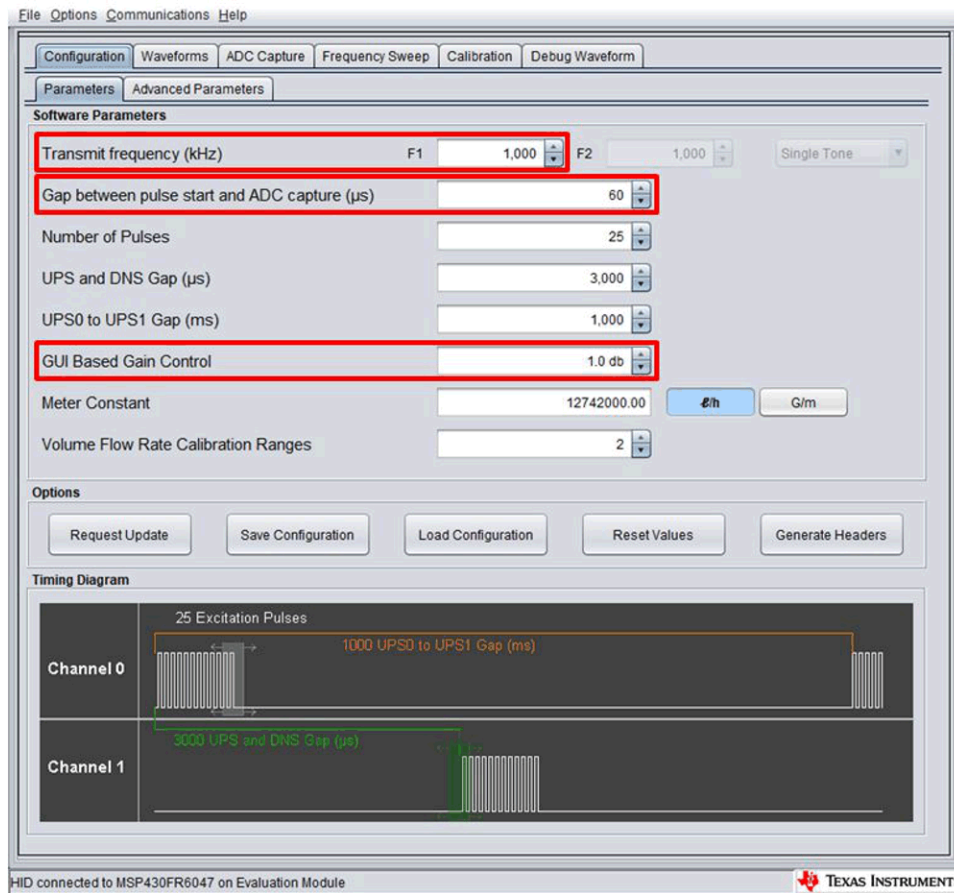 File Options Communications Help
Configuration Waveforms ADC Capture Frequency Sweep Calibration Debug Waveform
Parameters Advanced Parameters
Software Parameters
Transmit frequency (kHz) F1 1,000 F2 1,000 Single Tone
Gap between pulse start and ADC capture (µs) 60
Number of Pulses 25
UPS and DNS Gap (µs) 3,000
UPS0 to UPS1 Gap (ms) 1,000
GUI Based Gain Control 1.0 db
Meter Constant 12742000.00 ℓ/h G/m
Volume Flow Rate Calibration Ranges 2
Options
Request Update Save Configuration Load Configuration Reset Values Generate Headers
Timing Diagram
25 Excitation Pulses
1000 UPS0 to UPS1 Gap (ms)
Channel 0
3000 UPS and DNS Gap (µs)
Channel 1
HID connected to MSP430FR6047 on Evaluation Module
TEXAS INSTRUMENT